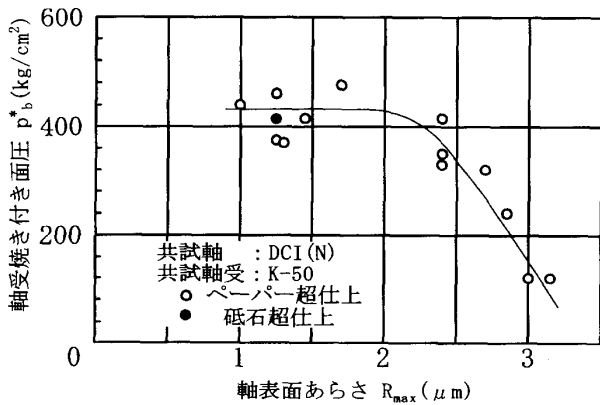 600
400
200
0
軸受焼き付き面圧 p*b(kg/cm²)
共試軸 :DCI(N)
共試軸受:K-50
○ ペーパー超仕上
● 砥石超仕上
1 2 3
軸表面あらさ Rmax(μm)